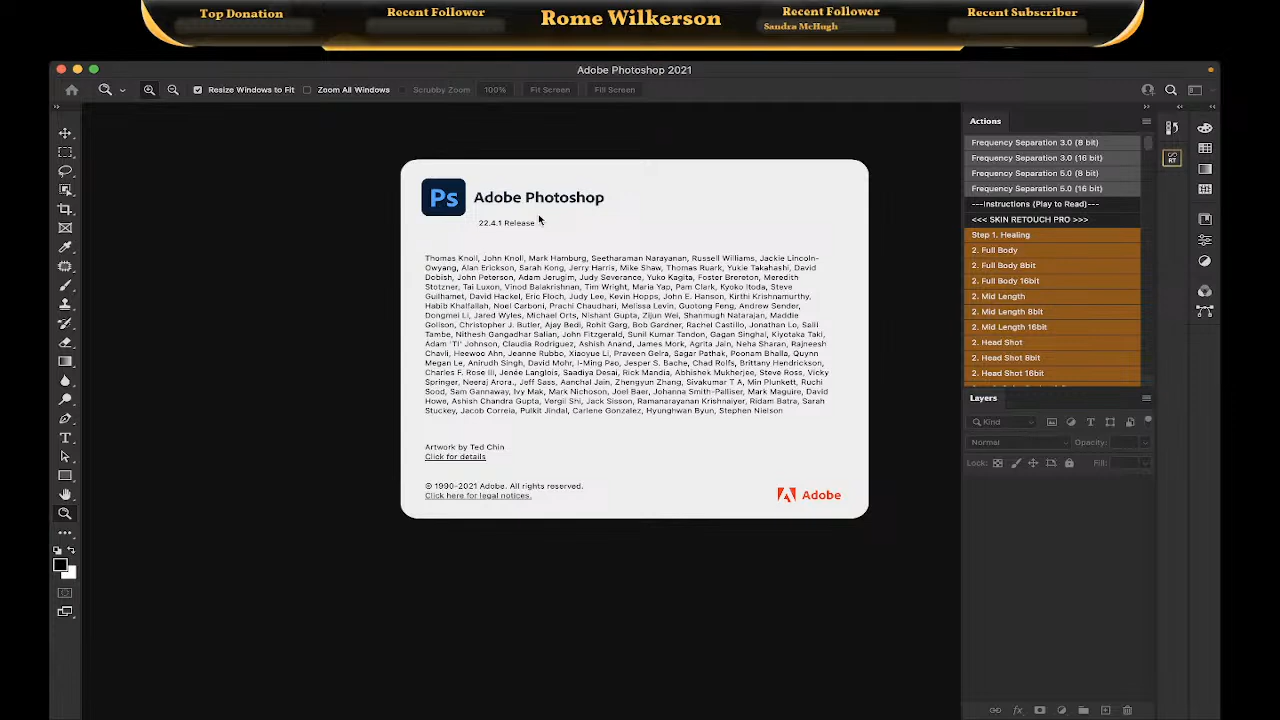 Top Donation
Recent Follower
Rome Wilkerson
Recent Follower
Sandra McHugh
Recent Subscriber
Adobe Photoshop 2021
Resize Windows to Fit
Zoom All Windows
Scrubby Zoom
100%
Fit Screen
Fill Screen
Ps
Adobe Photoshop
22.4.1 Release
Thomas Knoll, John Knoll, Mark Hamburg, Seetharaman Narayanan, Russell Williams, Jackie Lincoln-
Owyang, Alan Erickson, Sarah Kong, Jerry Harris, Mike Shaw, Thomas Ruark, Yukie Takahashi, David
Dobish, John Peterson, Adam Jerugim, Judy Severance, Yuko Kagita, Foster Brereton, Meredith
Stotzner, Tai Luxon, Vinod Balakrishnan, Tim Wright, Maria Yap, Pam Clark, Kyoko Itoda, Steve
Guilhamet, David Hackel, Eric Floch, Judy Lee, Kevin Hopps, John E. Hanson, Kirthi Krishnamurthy,
Habib Khalfallah, Noel Carboni, Prachi Chaudhari, Melissa Levin, Guotong Feng, Andrew Sender,
Dongmei Li, Jared Wyles, Michael Orts, Nishant Gupta, Zijun Wei, Shanmugh Natarajan, Maddie
Golison, Christopher J. Butler, Ajay Bedi, Rohit Garg, Bob Gardner, Rachel Castillo, Jonathan Lo, Salil
Tambe, Nithesh Gangadhar Salian, John Fitzgerald, Sunil Kumar Tandon, Gagan Singhal, Kiyotaka Taki,
Adam 'TJ' Johnson, Claudia Rodriguez, Ashish Anand, James Mork, Agrita Jain, Neha Sharan, Rajneesh
Chavli, Heewoo Ahn, Jeanne Rubbo, Xiaoyue Li, Praveen Gelra, Sagar Pathak, Poonam Bhalla, Quynn
Megan Le, Anirudh Singh, David Mohr, I-Ming Pao, Jesper S. Bache, Chad Rolfs, Brittany Hendrickson,
Charles F. Rose III, Jenée Langlois, Saadiya Desai, Rick Mandia, Abhishek Mukherjee, Steve Ross, Vicky
Springer, Neeraj Arora., Jeff Sass, Aanchal Jain, Zhengyun Zhang, Sivakumar T A, Min Plunkett, Ruchi
Sood, Sam Gannaway, Ivy Mak, Mark Nichoson, Joel Baer, Johanna Smith-Palliser, Mark Maguire, David
Howe, Ashish Chandra Gupta, Vergil Shi, Jack Sisson, Ramanarayanan Krishnaiyer, Ridam Batra, Sarah
Stuckey, Jacob Correia, Pulkit Jindal, Carlene Gonzalez, Hyunghwan Byun, Stephen Nielson
Artwork by Ted Chin
Click for details
© 1990-2021 Adobe. All rights reserved.
Click here for legal notices.
Adobe
Actions
Frequency Separation 3.0 (8 bit)
Frequency Separation 3.0 (16 bit)
Frequency Separation 5.0 (8 bit)
Frequency Separation 5.0 (16 bit)
---Instructions (Play to Read)---
<<< SKIN RETOUCH PRO >>>
Step 1. Healing
2. Full Body
2. Full Body 8bit
2. Full Body 16bit
2. Mid Length
2. Mid Length 8bit
2. Mid Length 16bit
2. Head Shot
2. Head Shot 8bit
2. Head Shot 16bit
Layers
Kind
Normal
Opacity:
Lock:
Fill:
RT
fx